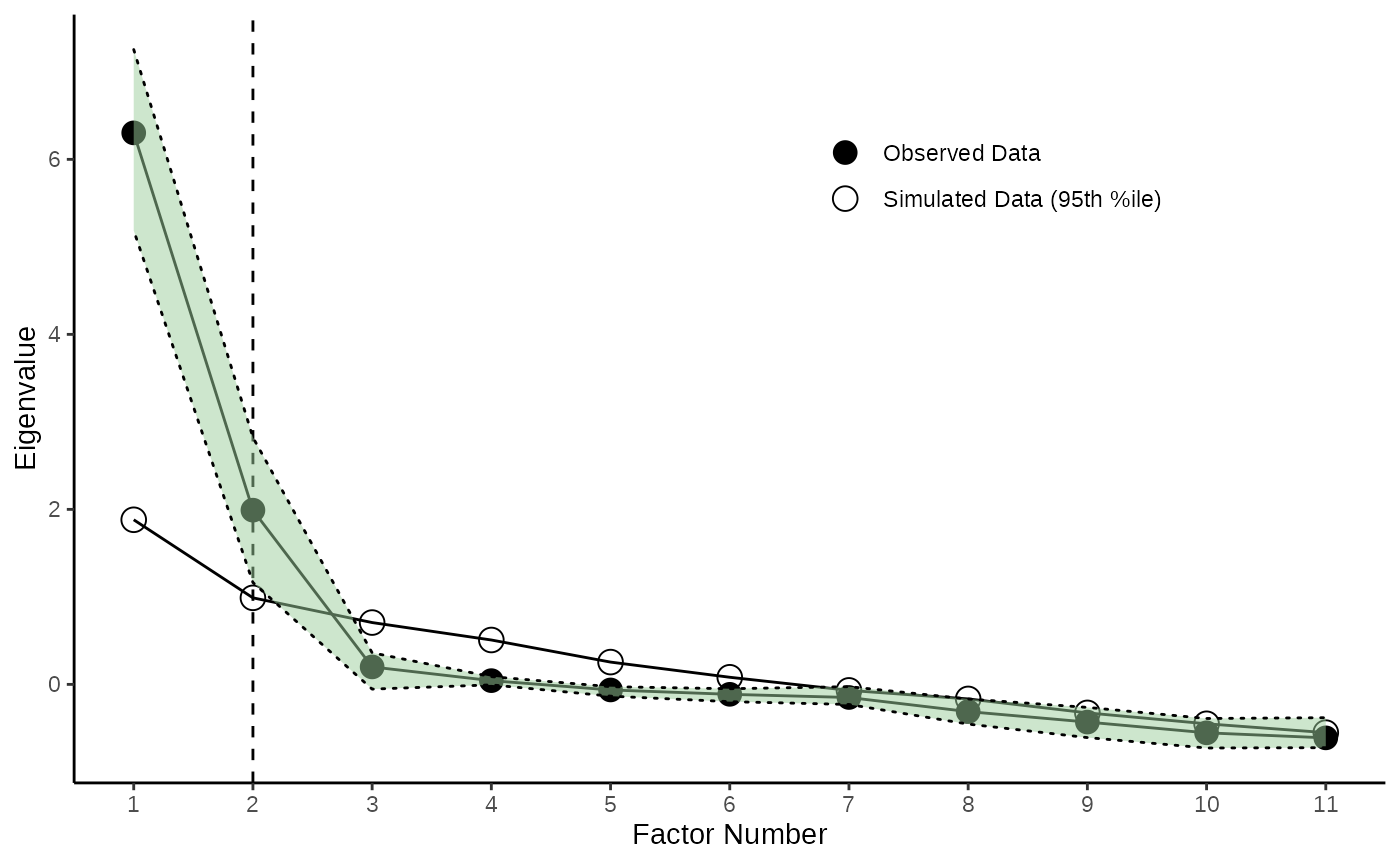 Observed Data
Simulated Data (95th %ile)
Eigenvalue
6
4
2
0
1 2 3 4 5 6 7 8 9 10 11
Factor Number